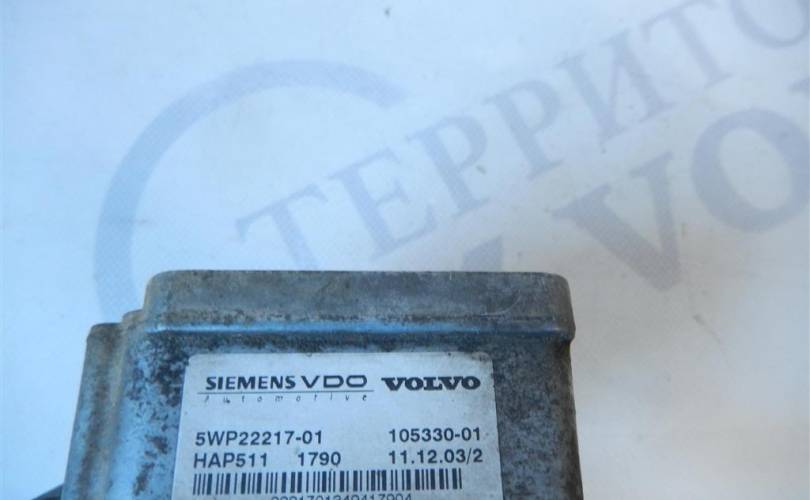 ТЕРРИТО
VO
SIEMENS VDO VOLVO
Automotive
5WP22217-01 105330-01
HAP511 1790 11.12.03/2